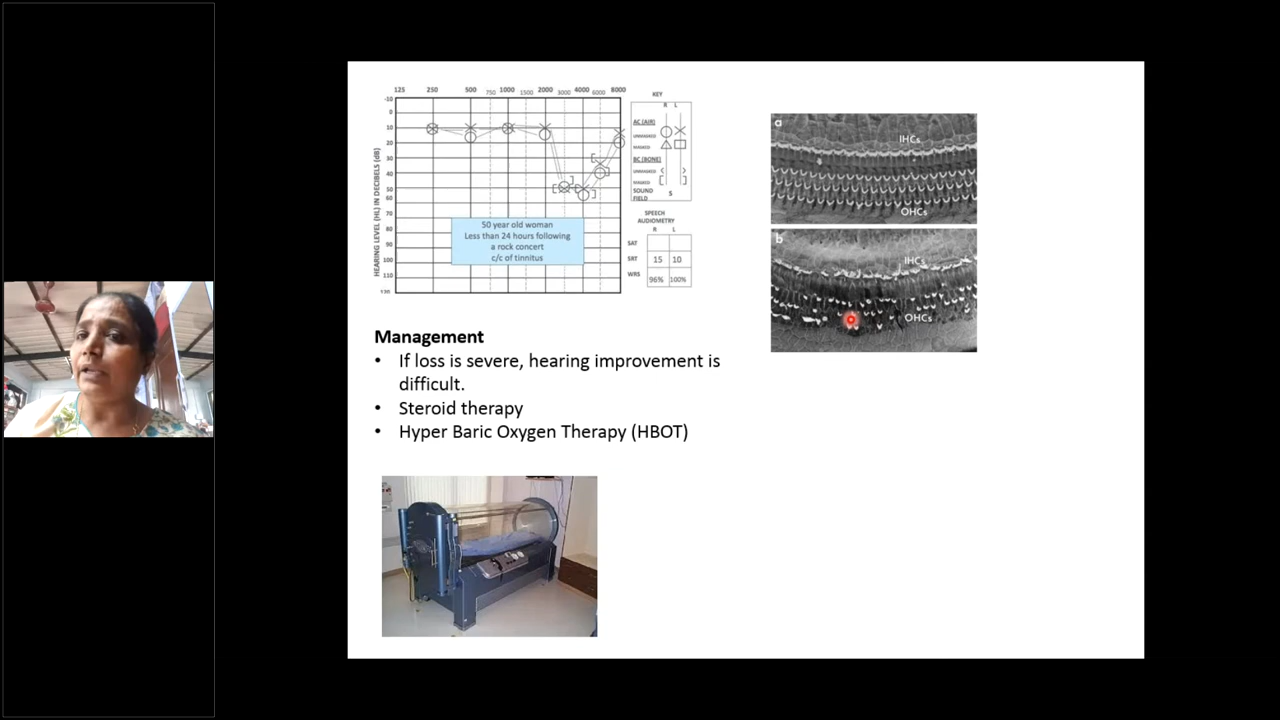 125 250 500 750 1000 1500 2000 3000 4000 6000 8000
-10
0
10
20
30
40
50
60
70
80
90
100
110
120
HEARING LEVEL (HL) IN DECIBELS (dB)
50 year old woman
Less than 24 hours following
a rock concert
c/c of tinnitus
KEY
R L
AC (AIR)
UNMASKED
MASKED
BC (BONE)
UNMASKED
MASKED
SOUND
FIELD
S
SPEECH
AUDIOMETRY
R L
SAT
SRT 15 10
WRS 96% 100%
a
IHCs
OHCs
b
IHCs
OHCs
Management
• If loss is severe, hearing improvement is
difficult.
• Steroid therapy
• Hyper Baric Oxygen Therapy (HBOT)